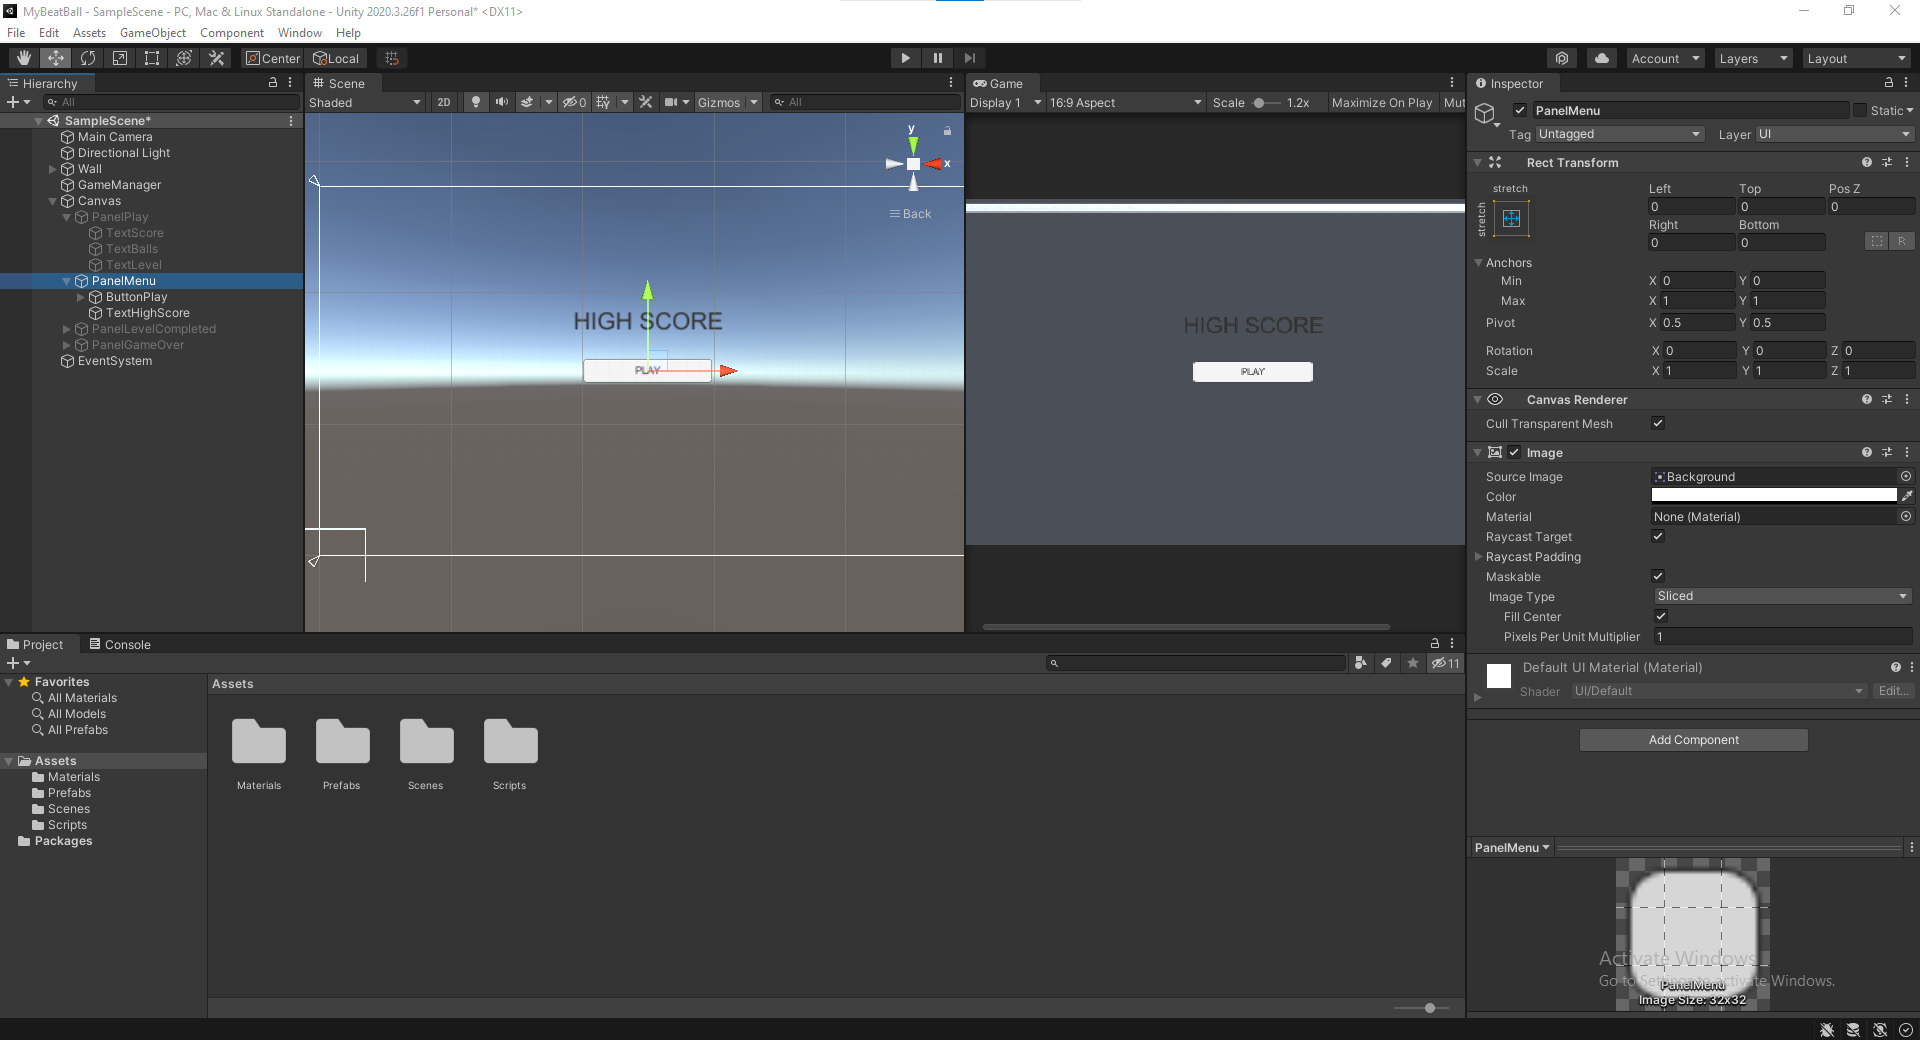 MyBeatBall - SampleScene - PC, Mac & Linux Standalone - Unity 2020.3.26f1 Personal* <DX11>
File Edit Assets GameObject Component Window Help
Center Local Account Layers Layout
Hierarchy
All
SampleScene*
Main Camera
Directional Light
Wall
GameManager
Canvas
PanelPlay
TextScore
TextBalls
TextLevel
PanelMenu
ButtonPlay
TextHighScore
PanelLevelCompleted
PanelGameOver
EventSystem
Scene
Shaded 2D 0 Gizmos All
y
x
Back
HIGH SCORE
PLAY
Game
Display 1 16:9 Aspect Scale 1.2x Maximize On Play Mut
HIGH SCORE
PLAY
Inspector
PanelMenu Static
Tag Untagged Layer UI
Rect Transform
stretch
stretch
Left Top Pos Z
0 0 0
Right Bottom
0 0 R
Anchors
Min X 0 Y 0
Max X 1 Y 1
Pivot X 0.5 Y 0.5
Rotation X 0 Y 0 Z 0
Scale X 1 Y 1 Z 1
Canvas Renderer
Cull Transparent Mesh
Image
Source Image Background
Color
Material None (Material)
Raycast Target
Raycast Padding
Maskable
Image Type Sliced
Fill Center
Pixels Per Unit Multiplier 1
Default UI Material (Material)
Shader UI/Default Edit...
Add Component
PanelMenu
PanelMenu
Image Size: 32x32
Activate Windows
Go to Settings to activate Windows.
Project Console
11
Favorites
All Materials
All Models
All Prefabs
Assets
Materials
Prefabs
Scenes
Scripts
Packages
Assets
Materials Prefabs Scenes Scripts